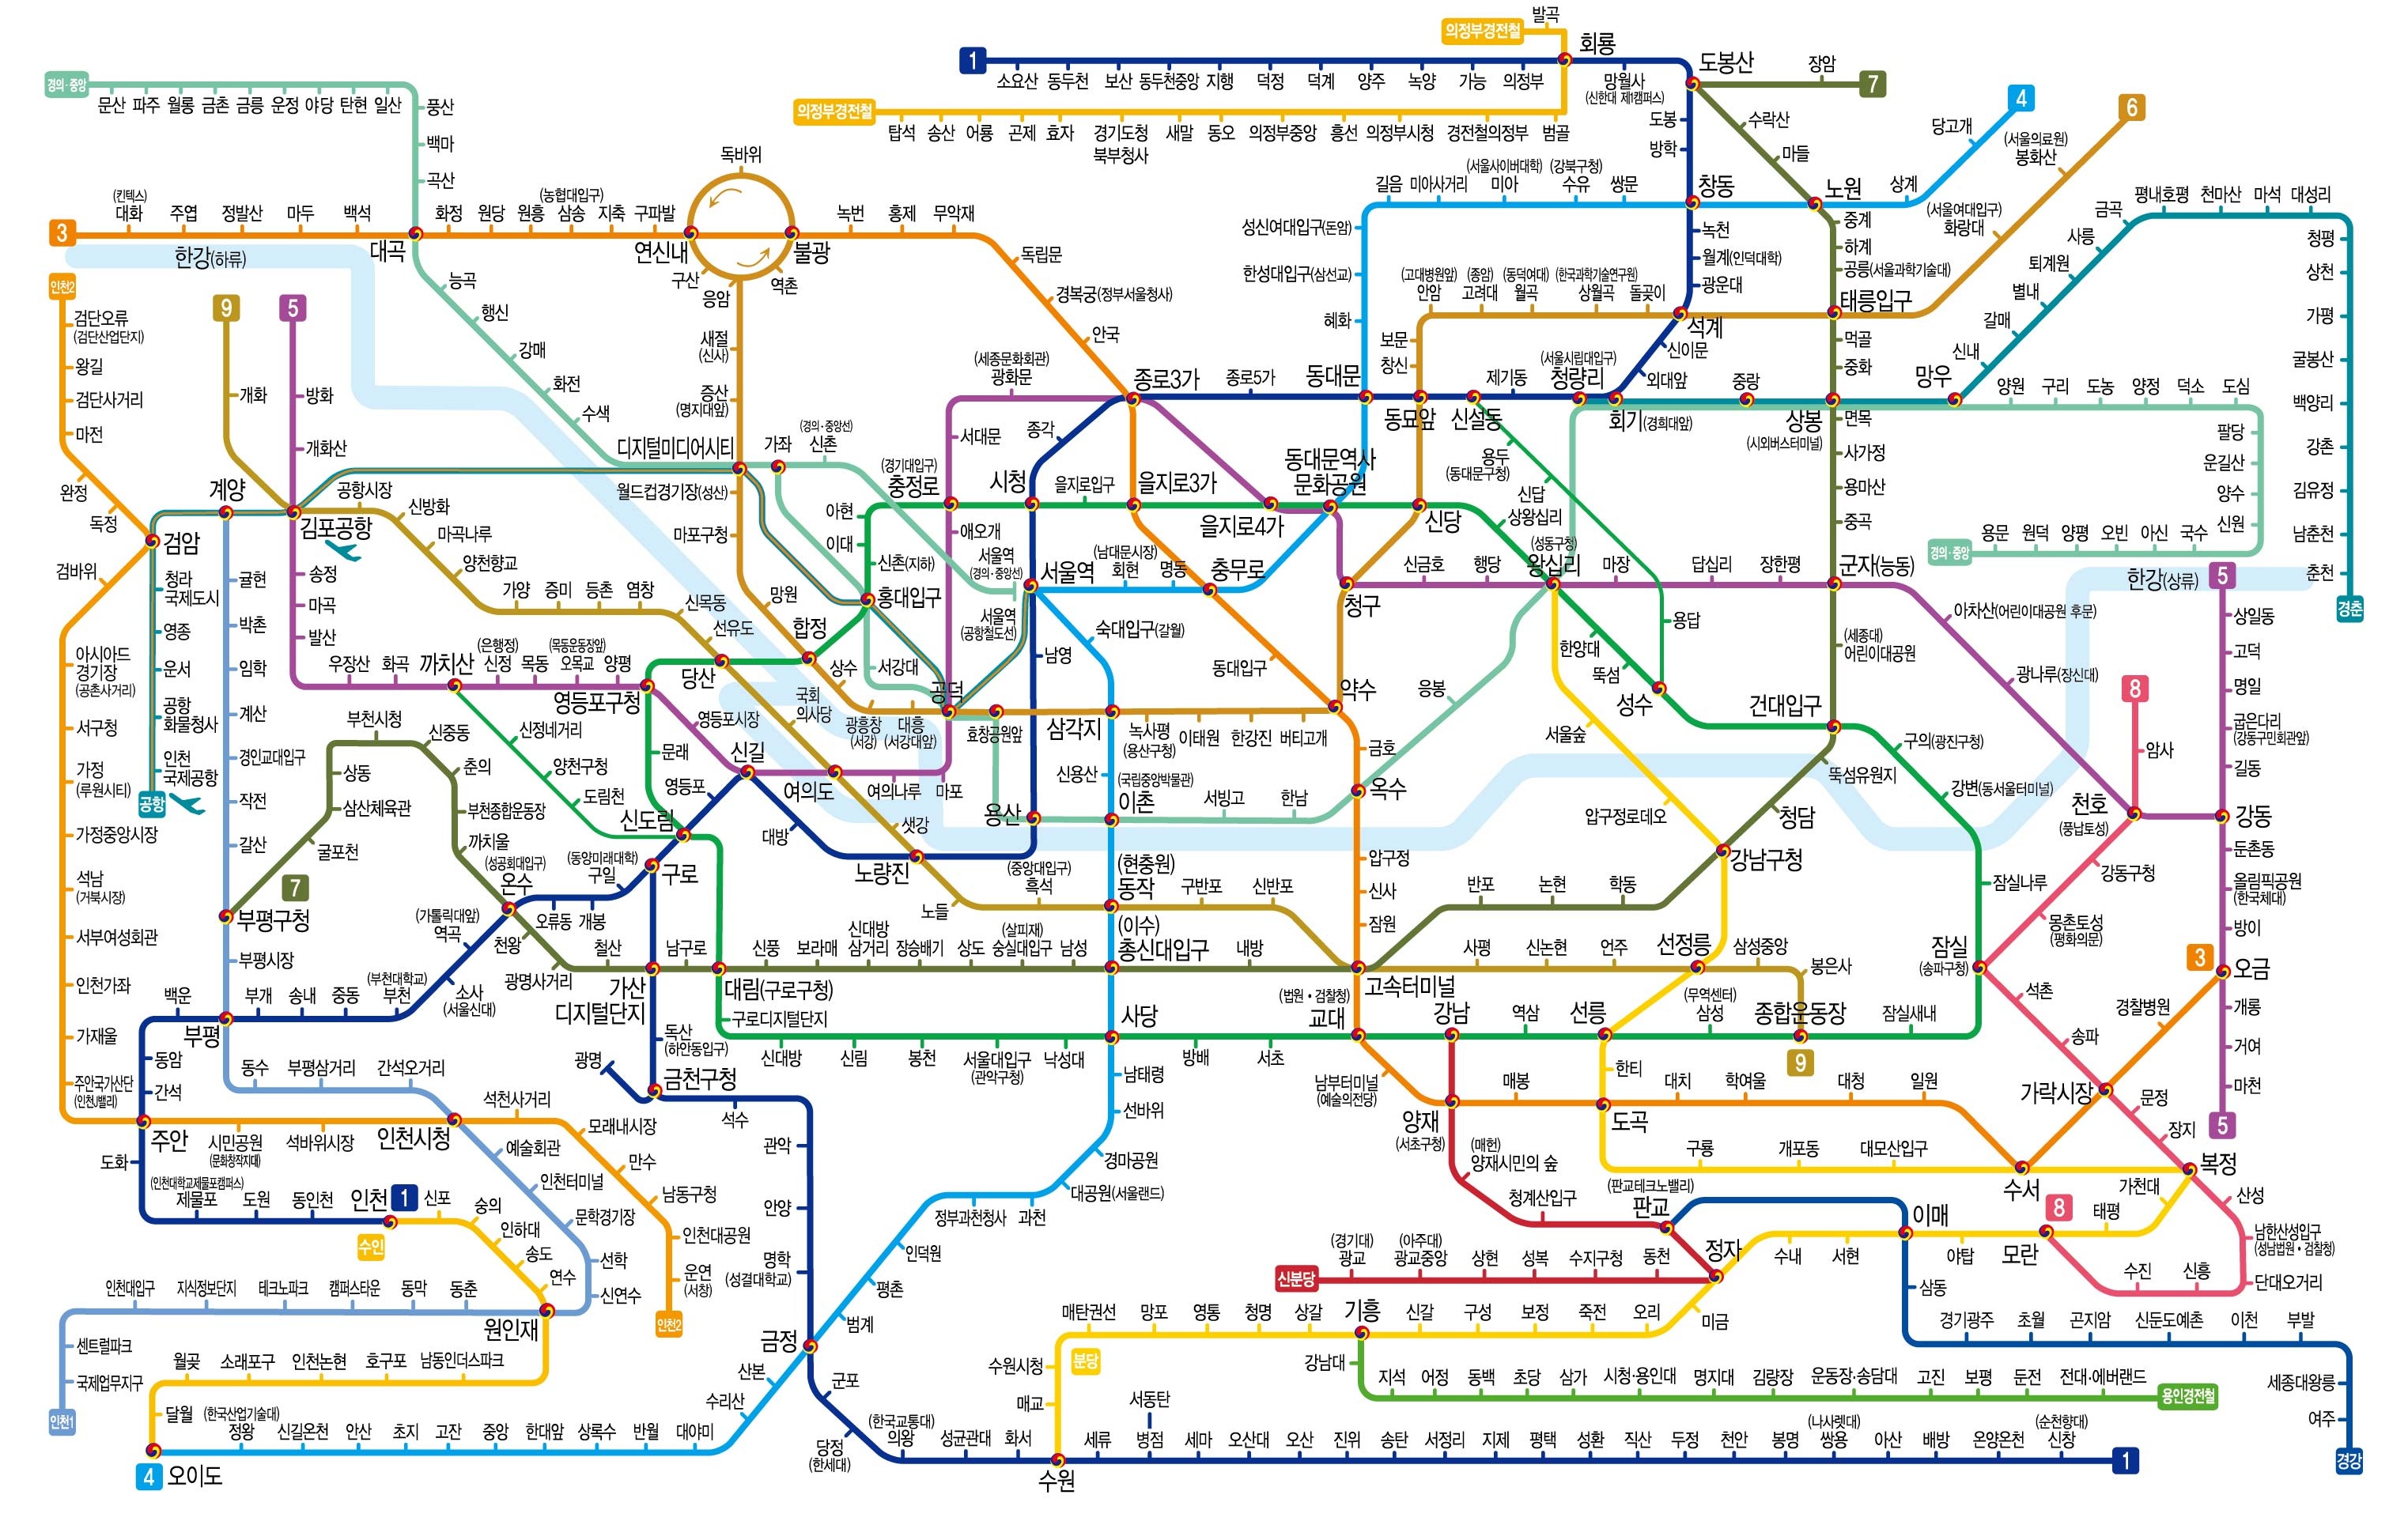 의정부경전철
발곡
회룡
1
소요산
동두천
보산
동두천중앙
지행
덕정
덕계
양주
녹양
가능
의정부
망월사
(신한대 제1캠퍼스)
도봉산
장암
7
경의·중앙
문산
파주
월롱
금촌
금릉
운정
야당
탄현
일산
풍산
백마
곡산
의정부경전철
탑석
송산
어룡
곤제
효자
경기도청
북부청사
새말
동오
의정부중앙
흥선
의정부시청
경전철의정부
범골
도봉
방학
수락산
마들
4
당고개
6
(서울의료원)
봉화산
독바위
3
(킨텍스)
대화
주엽
정발산
마두
백석
대곡
화정
원당
원흥
(농협대입구)
삼송
지축
구파발
연신내
불광
구산
응암
역촌
녹번
홍제
무악재
독립문
경복궁(정부서울청사)
안국
길음
미아사거리
(서울사이버대학)
미아
(강북구청)
수유
쌍문
창동
노원
상계
성신여대입구(돈암)
한성대입구(삼선교)
혜화
녹천
월계(인덕대학)
광운대
중계
하계
공릉(서울과학기술대)
태릉입구
(서울여대입구)
화랑대
금곡
평내호평
천마산
마석
대성리
사릉
퇴계원
별내
갈매
신내
망우
청평
상천
가평
굴봉산
백양리
강촌
김유정
남춘천
춘천
경춘
한강(하류)
인천2
검단오류
(검단산업단지)
왕길
검단사거리
마전
완정
독정
검암
검바위
9
개화
5
방화
개화산
능곡
행신
강매
화전
수색
디지털미디어시티
새절
(신사)
증산
(명지대앞)
가좌
(경의·중앙선)
신촌
(세종문화회관)
광화문
종로3가
종로5가
동대문
(고대병원앞)
안암
(종암)
고려대
(동덕여대)
월곡
(한국과학기술연구원)
상월곡
돌곶이
석계
보문
창신
동묘앞
신설동
제기동
(서울시립대입구)
청량리
신이문
외대앞
회기(경희대앞)
중랑
상봉
(시외버스터미널)
먹골
중화
면목
사가정
용마산
중곡
양원
구리
도농
양정
덕소
도심
팔당
운길산
양수
신원
경의·중앙
용문
원덕
양평
오빈
아신
국수
한강(상류)
계양
김포공항
공항시장
신방화
마곡나루
양천향교
가양
증미
등촌
염창
신목동
선유도
월드컵경기장(성산)
마포구청
망원
합정
서대문
(경기대입구)
충정로
종각
시청
을지로입구
을지로3가
을지로4가
동대문역사
문화공원
신당
용두
(동대문구청)
신답
용답
상왕십리
(성동구청)
왕십리
아현
이대
신촌(지하)
홍대입구
애오개
서울역
(경의·중앙선)
서울역
(공항철도선)
서울역
(남대문시장)
회현
명동
충무로
청구
신금호
행당
마장
답십리
장한평
군자(능동)
아차산(어린이대공원 후문)
5
상일동
고덕
명일
굽은다리
(강동구민회관앞)
길동
강동
청라
국제도시
영종
운서
공항
화물청사
인천
국제공항
공항
귤현
박촌
임학
계산
경인교대입구
작전
갈산
부평구청
송정
마곡
발산
우장산
화곡
까치산
(은행정)
신정
목동
(목동운동장앞)
오목교
양평
영등포구청
당산
상수
서강대
공덕
숙대입구(갈월)
남영
동대입구
약수
응봉
한양대
뚝섬
성수
건대입구
(세종대)
어린이대공원
광나루(장신대)
8
암사
천호
(풍납토성)
아시아드
경기장
(공촌사거리)
서구청
가정
(루원시티)
가정중앙시장
석남
(거북시장)
서부여성회관
인천가좌
가재울
주안국가산단
(인천J밸리)
부천시청
신중동
상동
춘의
삼산체육관
부천종합운동장
굴포천
까치울
7
신정네거리
양천구청
도림천
신도림
문래
영등포시장
신길
영등포
국회
의사당
광흥창
(서강)
대흥
(서강대앞)
효창공원앞
삼각지
녹사평
(용산구청)
이태원
한강진
버티고개
금호
옥수
서울숲
압구정로데오
구의(광진구청)
뚝섬유원지
청담
강변(동서울터미널)
여의도
여의나루
마포
대방
샛강
노량진
노들
용산
신용산
(국립중앙박물관)
이촌
서빙고
한남
강남구청
압구정
신사
잠원
잠실나루
강동구청
몽촌토성
(평화의문)
둔촌동
올림픽공원
(한국체대)
방이
(성공회대입구)
온수
(동양미래대학)
구일
구로
오류동
개봉
(가톨릭대앞)
역곡
천왕
광명사거리
철산
가산
디지털단지
남구로
신풍
보라매
신대방
삼거리
장승배기
상도
(살피재)
숭실대입구
남성
(중앙대입구)
흑석
(현충원)
동작
(이수)
총신대입구
구반포
신반포
내방
고속터미널
반포
논현
학동
사평
신논현
언주
선정릉
삼성중앙
봉은사
잠실
(송파구청)
석촌
송파
3
오금
개롱
거여
마천
5
경찰병원
가락시장
부평시장
백운
부평
부개
송내
중동
(부천대학교)
부천
소사
(서울신대)
대림(구로구청)
구로디지털단지
독산
(하안동입구)
광명
금천구청
신대방
신림
봉천
서울대입구
(관악구청)
낙성대
사당
방배
서초
(법원·검찰청)
교대
강남
역삼
선릉
(무역센터)
삼성
종합운동장
9
잠실새내
동암
간석
주안
도화
동수
부평삼거리
간석오거리
시민공원
(문화창작지대)
석바위시장
인천시청
석천사거리
모래내시장
만수
남동구청
인천대공원
운연
(서창)
인천2
석수
관악
안양
명학
(성결대학교)
금정
남태령
선바위
경마공원
대공원(서울랜드)
과천
정부과천청사
인덕원
평촌
범계
남부터미널
(예술의전당)
양재
(서초구청)
매봉
한티
도곡
대치
학여울
대청
일원
구룡
개포동
대모산입구
수서
문정
장지
복정
(매헌)
양재시민의 숲
청계산입구
(판교테크노밸리)
판교
이매
가천대
태평
8
모란
야탑
산성
남한산성입구
(성남법원·검찰청)
단대오거리
신흥
수진
(인천대학교제물포캠퍼스)
제물포
도원
동인천
인천
1
수인
신포
숭의
인하대
송도
연수
원인재
예술회관
인천터미널
문학경기장
선학
신연수
인천대입구
지식정보단지
테크노파크
캠퍼스타운
동막
동춘
센트럴파크
국제업무지구
인천1
월곶
소래포구
인천논현
호구포
남동인더스파크
달월
(한국산업기술대)
정왕
신길온천
안산
초지
고잔
중앙
한대앞
상록수
반월
대야미
수리산
산본
4
오이도
군포
당정
(한세대)
(한국교통대)
의왕
성균관대
화서
수원
신분당
(경기대)
광교
(아주대)
광교중앙
상현
성복
수지구청
동천
정자
수내
서현
미금
삼동
경기광주
초월
곤지암
신둔도예촌
이천
부발
세종대왕릉
여주
경강
매탄권선
망포
영통
청명
상갈
기흥
신갈
구성
보정
죽전
오리
수원시청
매교
분당
강남대
지석
어정
동백
초당
삼가
시청·용인대
명지대
김량장
운동장·송담대
고진
보평
둔전
전대·에버랜드
용인경전철
세류
서동탄
병점
세마
오산대
오산
진위
송탄
서정리
지제
평택
성환
직산
두정
천안
봉명
(나사렛대)
쌍용
아산
배방
온양온천
(순천향대)
신창
1